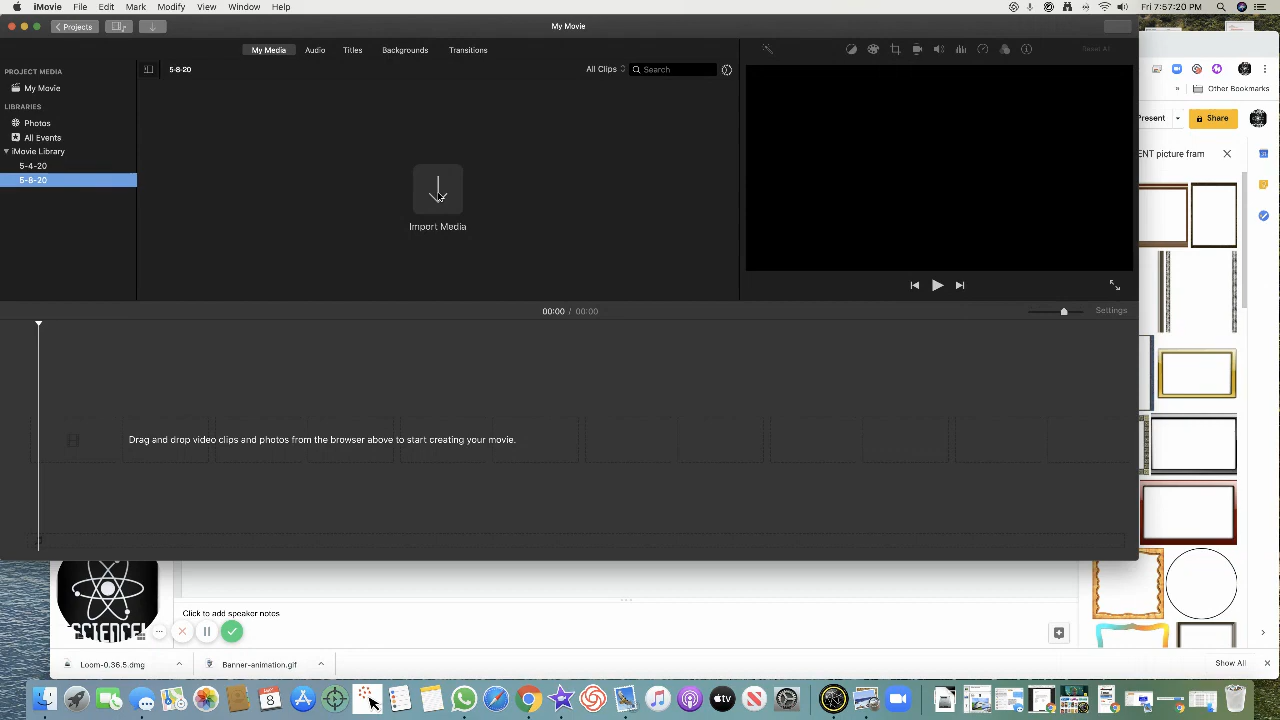 iMovie File Edit Mark Modify View Window Help
Fri 7:57:20 PM
Projects
My Movie
My Media Audio Titles Backgrounds Transitions
Reset All
PROJECT MEDIA
My Movie
LIBRARIES
Photos
All Events
iMovie Library
5-4-20
5-8-20
5-8-20
All Clips
Search
Import Media
00:00 / 00:00
Settings
Drag and drop video clips and photos from the browser above to start creating your movie.
Other Bookmarks
Present
Share
ENT picture fram
SCIENCE!
Click to add speaker notes
Loom-0.36.5.dmg
Banner-animation.gif
Show All